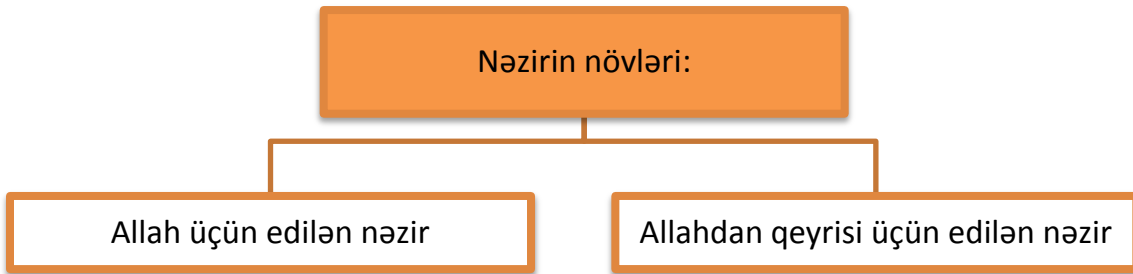 Nəzirin növləri:
Allah üçün edilən nəzir
Allahdan qeyrisi üçün edilən nəzir